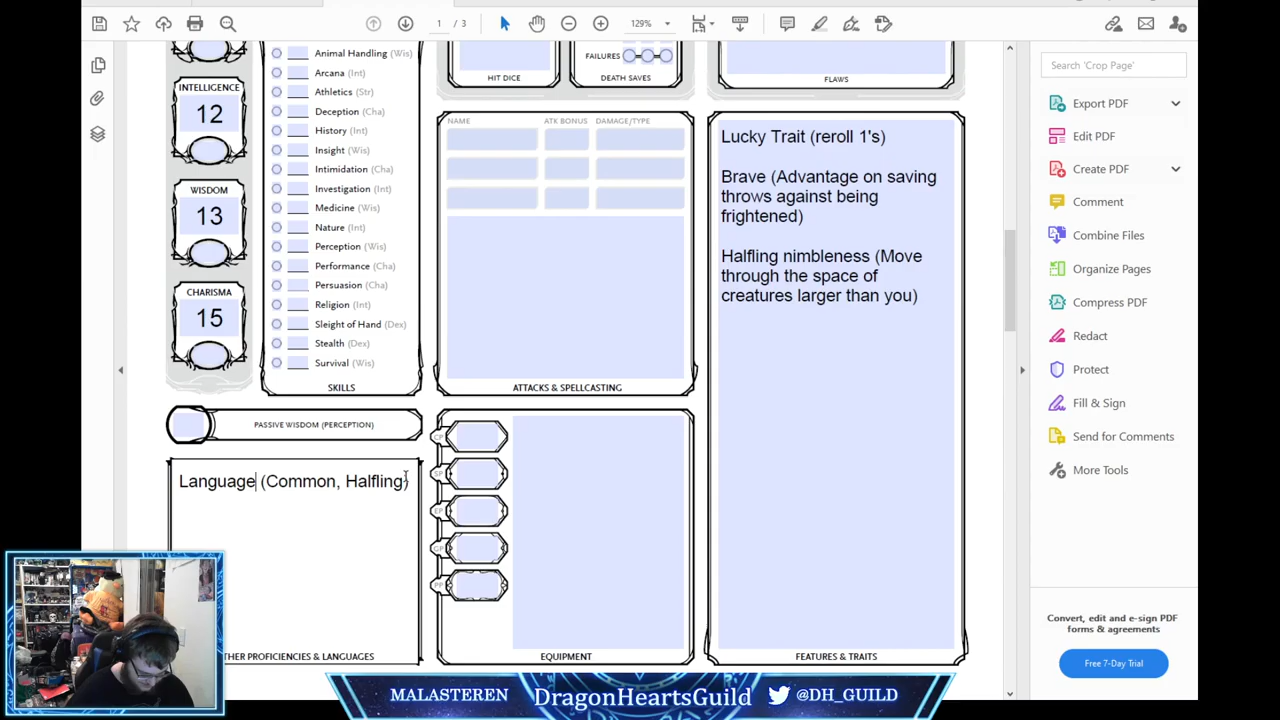 1 / 3
129%
Search 'Crop Page'
Export PDF
Edit PDF
Create PDF
Comment
Combine Files
Organize Pages
Compress PDF
Redact
Protect
Fill & Sign
Send for Comments
More Tools
Convert, edit and e-sign PDF
forms & agreements
Free 7-Day Trial
INTELLIGENCE
12
WISDOM
13
CHARISMA
15
Animal Handling (Wis)
Arcana (Int)
Athletics (Str)
Deception (Cha)
History (Int)
Insight (Wis)
Intimidation (Cha)
Investigation (Int)
Medicine (Wis)
Nature (Int)
Perception (Wis)
Performance (Cha)
Persuasion (Cha)
Religion (Int)
Sleight of Hand (Dex)
Stealth (Dex)
Survival (Wis)
SKILLS
PASSIVE WISDOM (PERCEPTION)
Language (Common, Halfling)
THER PROFICIENCIES & LANGUAGES
HIT DICE
FAILURES
DEATH SAVES
NAME ATK BONUS DAMAGE/TYPE
ATTACKS & SPELLCASTING
CP
SP
EP
GP
PP
EQUIPMENT
FLAWS
Lucky Trait (reroll 1's)
Brave (Advantage on saving
throws against being
frightened)
Halfling nimbleness (Move
through the space of
creatures larger than you)
FEATURES & TRAITS
MALASTEREN DragonHeartsGuild @DH_GUILD